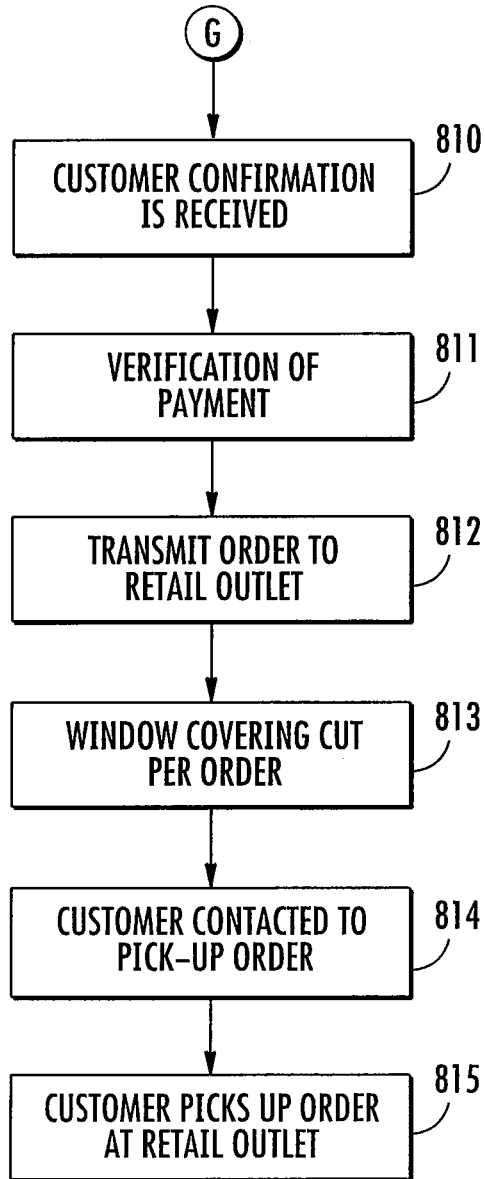 G
810
CUSTOMER CONFIRMATION
IS RECEIVED
811
VERIFICATION OF
PAYMENT
812
TRANSMIT ORDER TO
RETAIL OUTLET
813
WINDOW COVERING CUT
PER ORDER
814
CUSTOMER CONTACTED TO
PICK–UP ORDER
815
CUSTOMER PICKS UP ORDER
AT RETAIL OUTLET